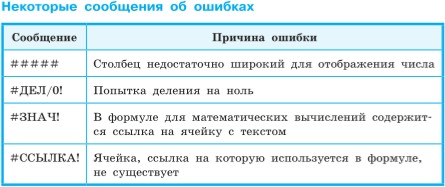 Некоторые сообщения об ошибках
Сообщение Причина ошибки
##### Столбец недостаточно широкий для отображения числа
#ДЕЛ/0! Попытка деления на ноль
#ЗНАЧ! В формуле для математических вычислений содержит-
ся ссылка на ячейку с текстом
#ССЫЛКА! Ячейка, ссылка на которую используется в формуле,
не существует